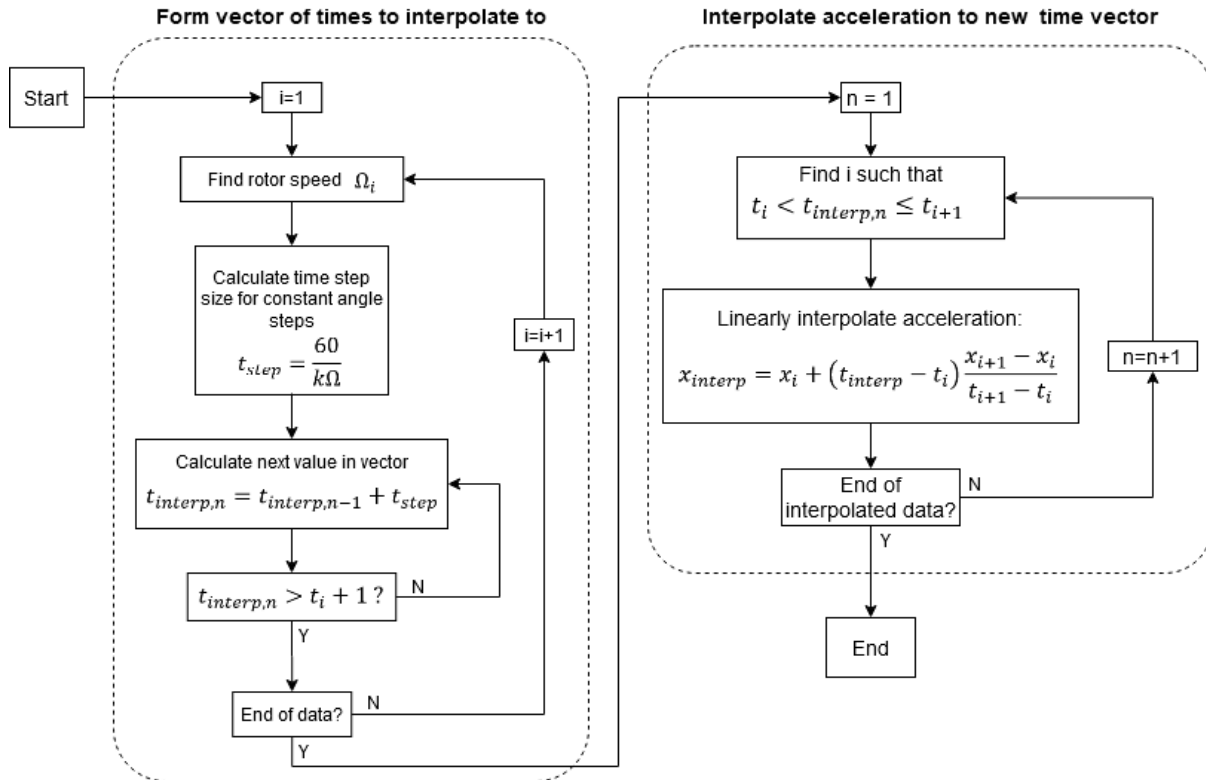 Form vector of times to interpolate to
Start
i=1
Find rotor speed Ω_i
Calculate time step
size for constant angle
steps
t_step = 60/kΩ
i=i+1
Calculate next value in vector
t_interp,n = t_interp,n−1 + t_step
t_interp,n > t_i + 1 ?
N
Y
End of data?
N
Y
Interpolate acceleration to new time vector
n = 1
Find i such that
t_i < t_interp,n ≤ t_i+1
Linearly interpolate acceleration:
x_interp = x_i + (t_interp − t_i) (x_i+1 − x_i)/(t_i+1 − t_i)
n=n+1
End of
interpolated data?
N
Y
End